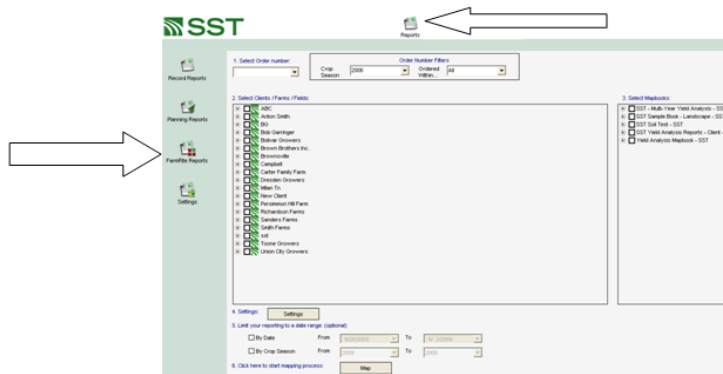 SST
Reports
Record Reports
Planning Reports
FarmRite Reports
Settings
1. Select Order number:
Order Number Filters
Crop Season
2009
Ordered Within...
All
2. Select Clients / Farms / Fields:
ABC
Anton Smith
BG
Bob Gerringer
Bolivar Growers
Brown Brothers Inc.
Brownsville
Campbell
Carter Family Farm
Dresden Growers
Milan Tn
New Client
Persimmon Hill Farm
Richardson Farms
Sanders Farms
Smith Farms
sst
Toone Growers
Union City Growers
3. Select Mapbooks:
SST - Multi-Year Yield Analysis - SS
SST Sample Book - Landscape - SS
SST Soil Test - SST
SST Yield Analysis Reports - Client -
Yield Analysis Mapbook - SST
4. Settings:
Settings
5. Limit your reporting to a date range: (optional)
By Date
From
To
By Crop Season
From
2009
To
2009
6. Click here to start mapping process:
Map